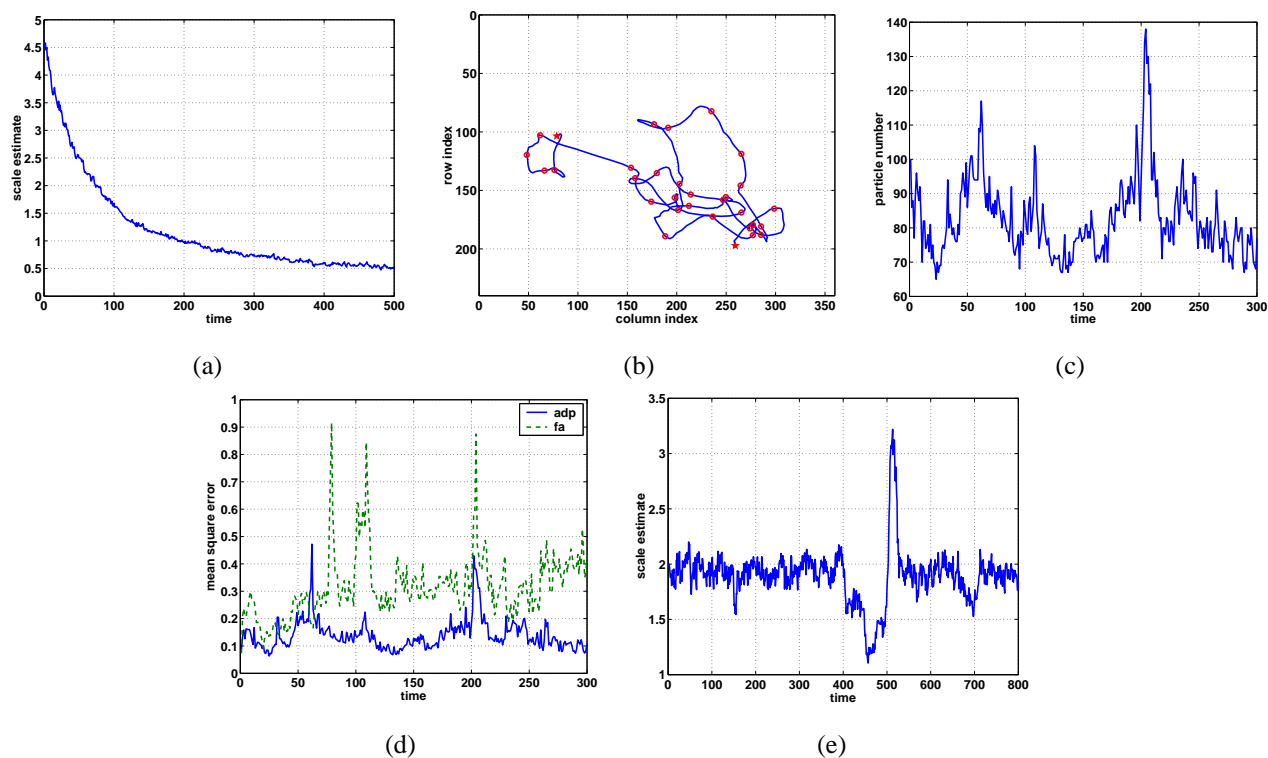 5
4.5
4
3.5
3
2.5
2
1.5
1
0.5
0
scale estimate
0 100 200 300 400 500
time
(a)
0
50
100
150
200
row index
0 50 100 150 200 250 300 350
column index
(b)
140
130
120
110
100
90
80
70
60
particle number
0 50 100 150 200 250 300
time
(c)
1
0.9
0.8
0.7
0.6
0.5
0.4
0.3
0.2
0.1
0
mean square error
adp
fa
0 50 100 150 200 250 300
time
(d)
3.5
3
2.5
2
1.5
1
scale estimate
0 100 200 300 400 500 600 700 800
time
(e)